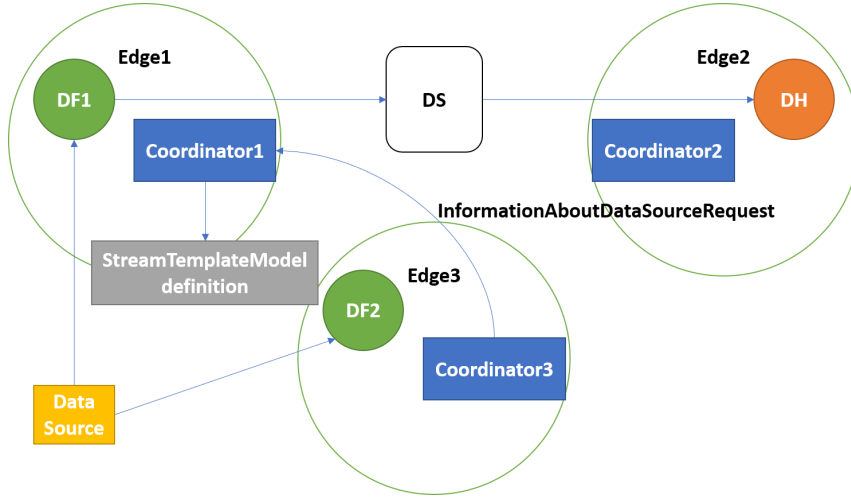 Edge1
Edge2
DF1
DS
DH
Coordinator1
Coordinator2
InformationAboutDataSourceRequest
StreamTemplateModel
definition
Edge3
DF2
Coordinator3
Data
Source